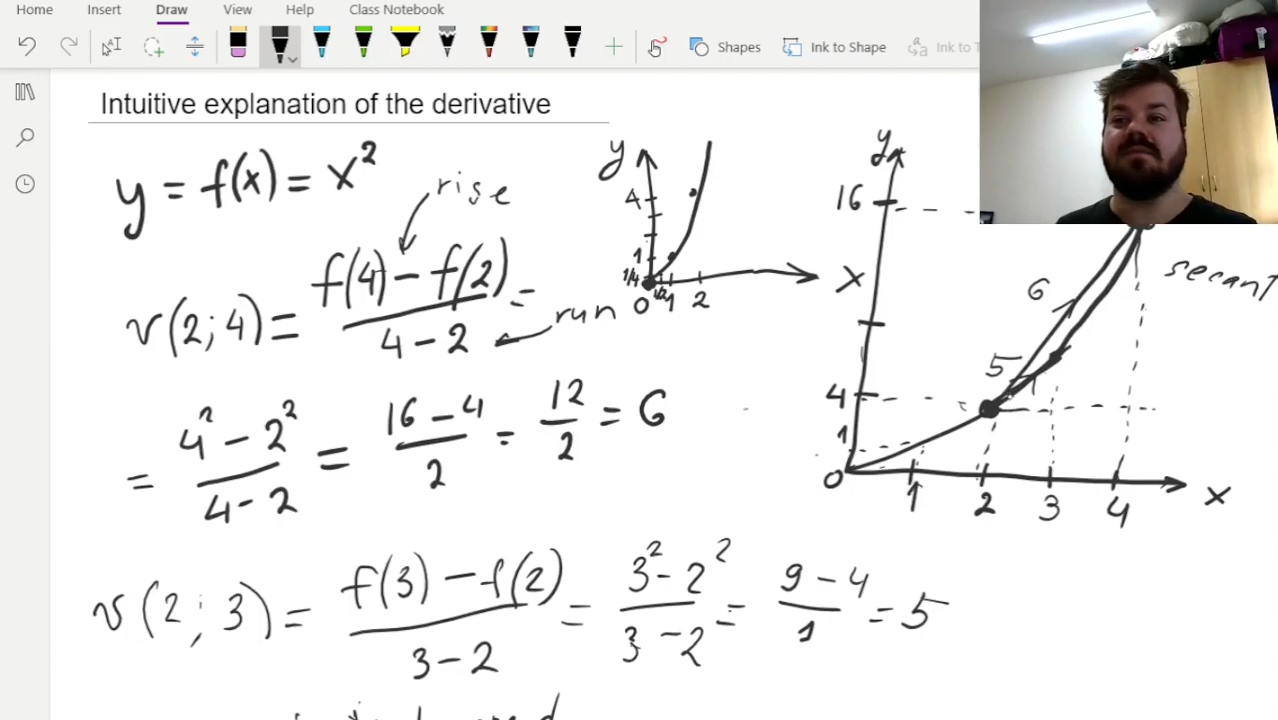 Home Insert Draw View Help Class Notebook
Shapes Ink to Shape Ink to
Intuitive explanation of the derivative
y = f(x) = x²
rise
v(2;4) = f(4) - f(2) / 4 - 2 =
run
= 4² - 2² / 4 - 2 = 16 - 4 / 2 = 12 / 2 = 6
v(2;3) = f(3) - f(2) / 3 - 2 = 3² - 2² / 3 - 2 = 9 - 4 / 1 = 5
y
4
1
1/4
0 1/2 1 2
x
y
16
secant
6
5
4
1
0 1 2 3 4 x